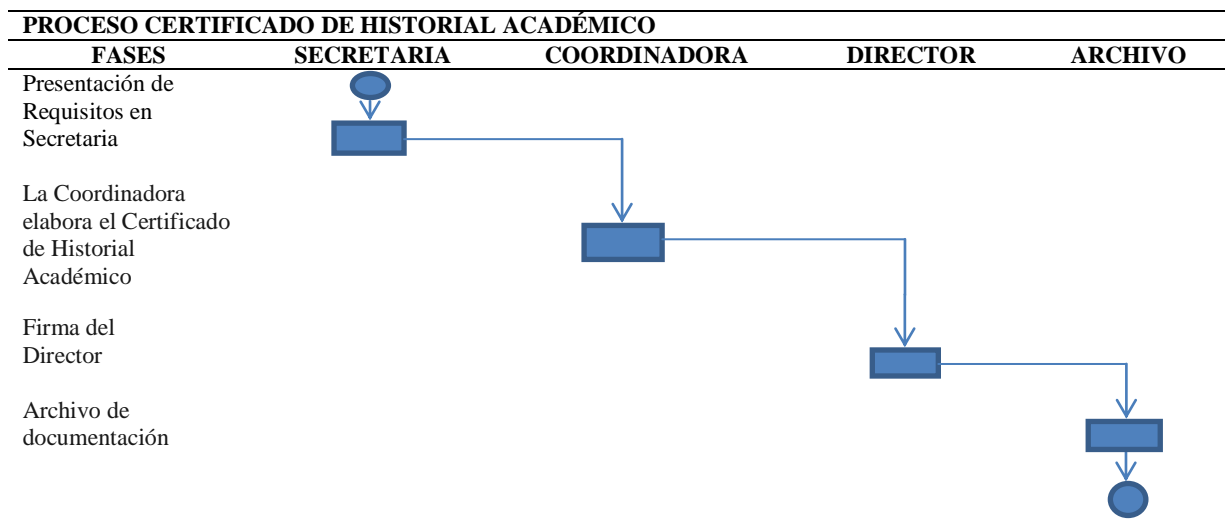 PROCESO CERTIFICADO DE HISTORIAL ACADÉMICO
FASES SECRETARIA COORDINADORA DIRECTOR ARCHIVO
Presentación de
Requisitos en
Secretaria
La Coordinadora
elabora el Certificado
de Historial
Académico
Firma del
Director
Archivo de
documentación